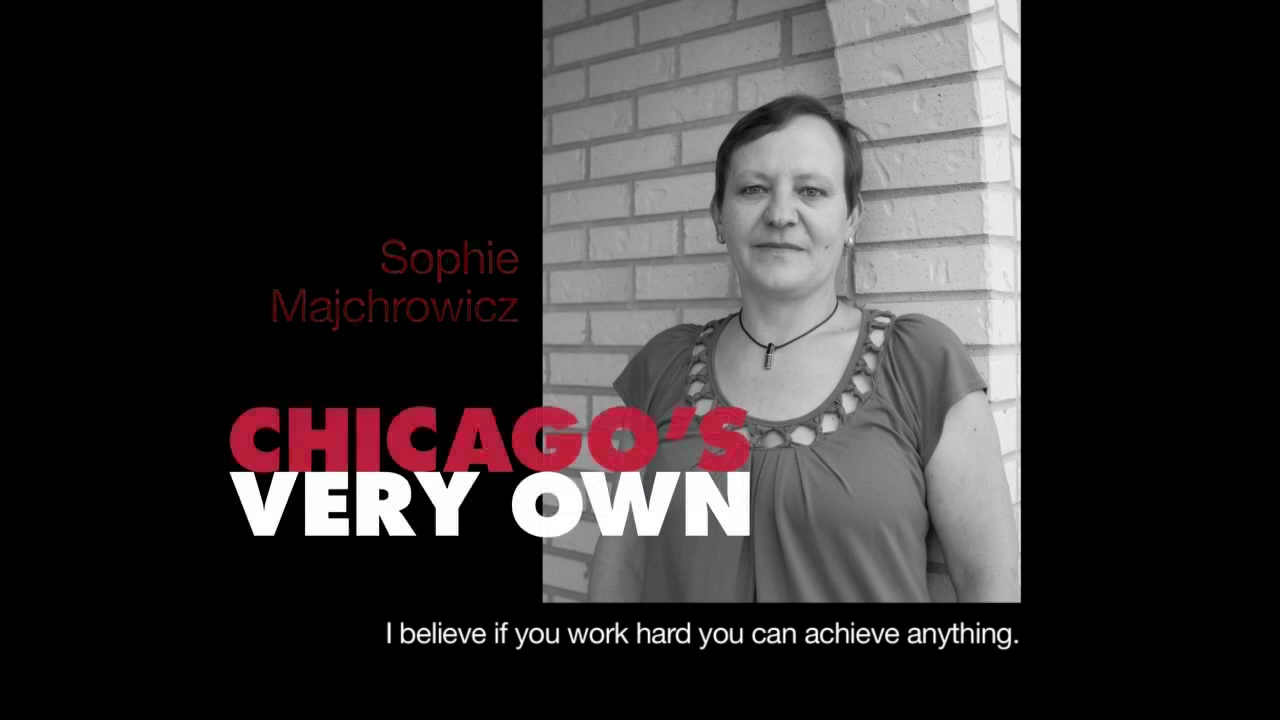 Sophie
Majchrowicz
CHICAGO'S
VERY OWN
I believe if you work hard you can achieve anything.